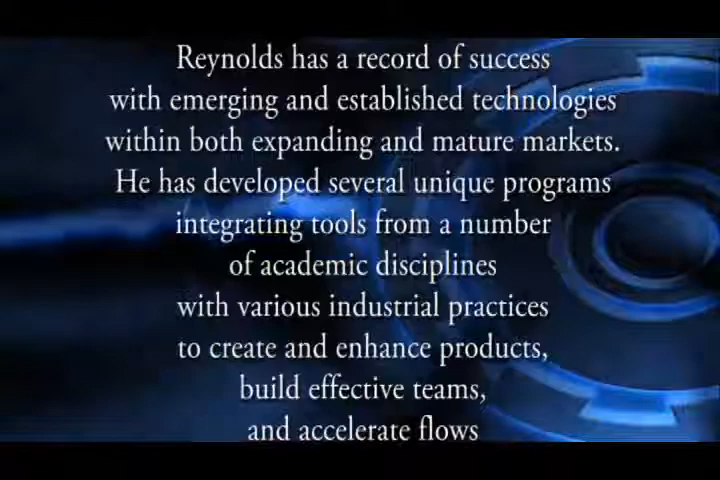 Reynolds has a record of success
with emerging and established technologies
within both expanding and mature markets.
He has developed several unique programs
integrating tools from a number
of academic disciplines
with various industrial practices
to create and enhance products,
build effective teams,
and accelerate flows